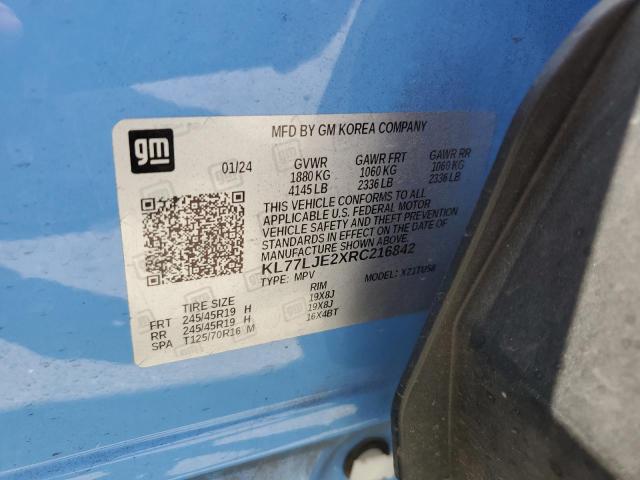 MFD BY GM KOREA COMPANY
gm
01/24 GVWR GAWR FRT GAWR RR
1880 KG 1060 KG 1060 KG
4145 LB 2336 LB 2336 LB
THIS VEHICLE CONFORMS TO ALL
APPLICABLE U.S. FEDERAL MOTOR
VEHICLE SAFETY AND THEFT PREVENTION
STANDARDS IN EFFECT ON THE DATE OF
MANUFACTURE SHOWN ABOVE.
KL77LJE2XRC216842
TYPE: MPV MODEL: X21TU58
TIRE SIZE RIM
FRT 245/45R19 H 19X8J
RR 245/45R19 H 19X8J
SPA T125/70R16 M 16X4BT